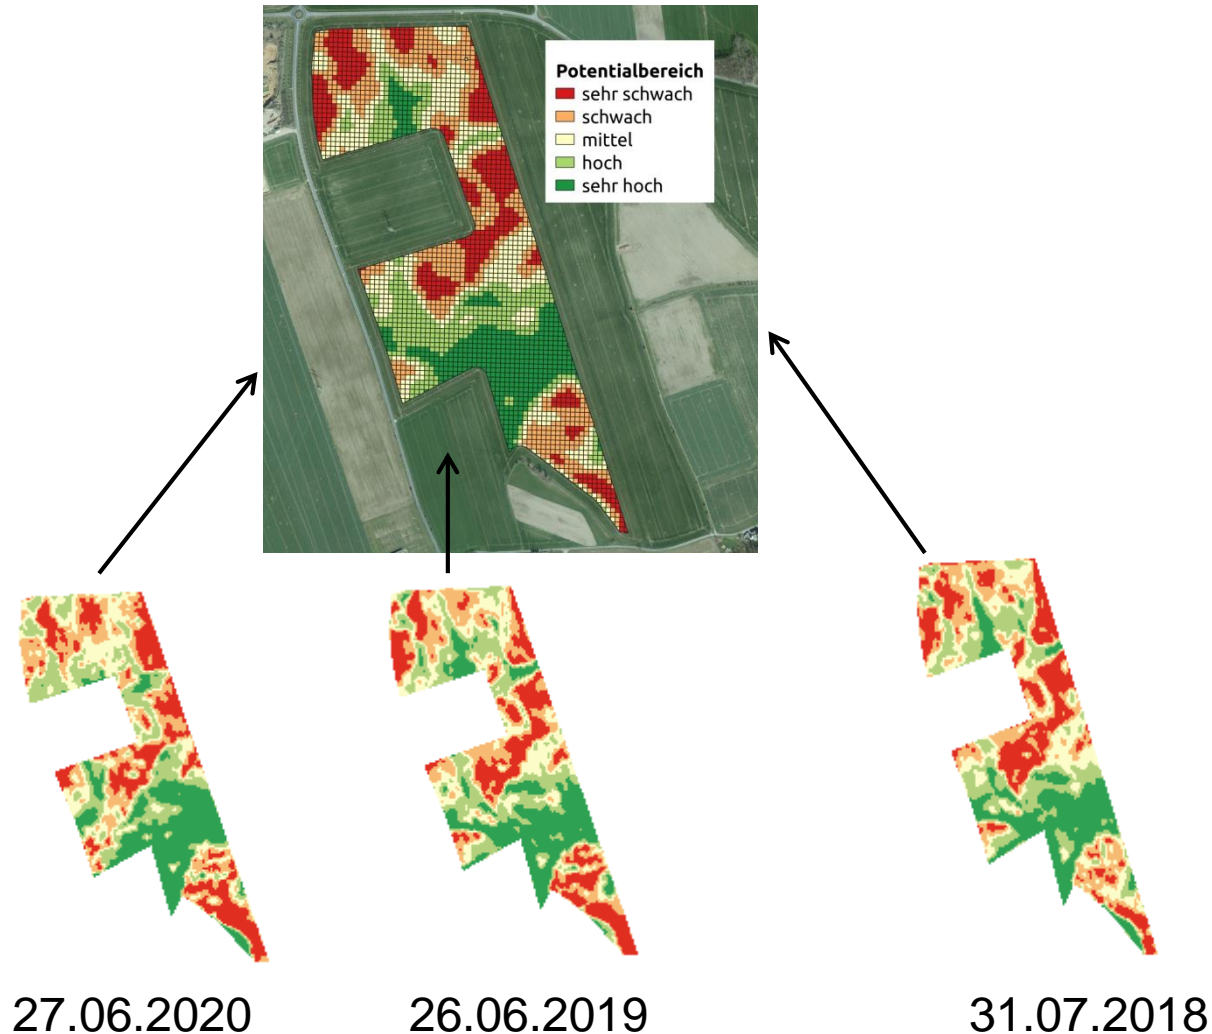 Potentialbereich
sehr schwach
schwach
mittel
hoch
sehr hoch
27.06.2020
26.06.2019
31.07.2018